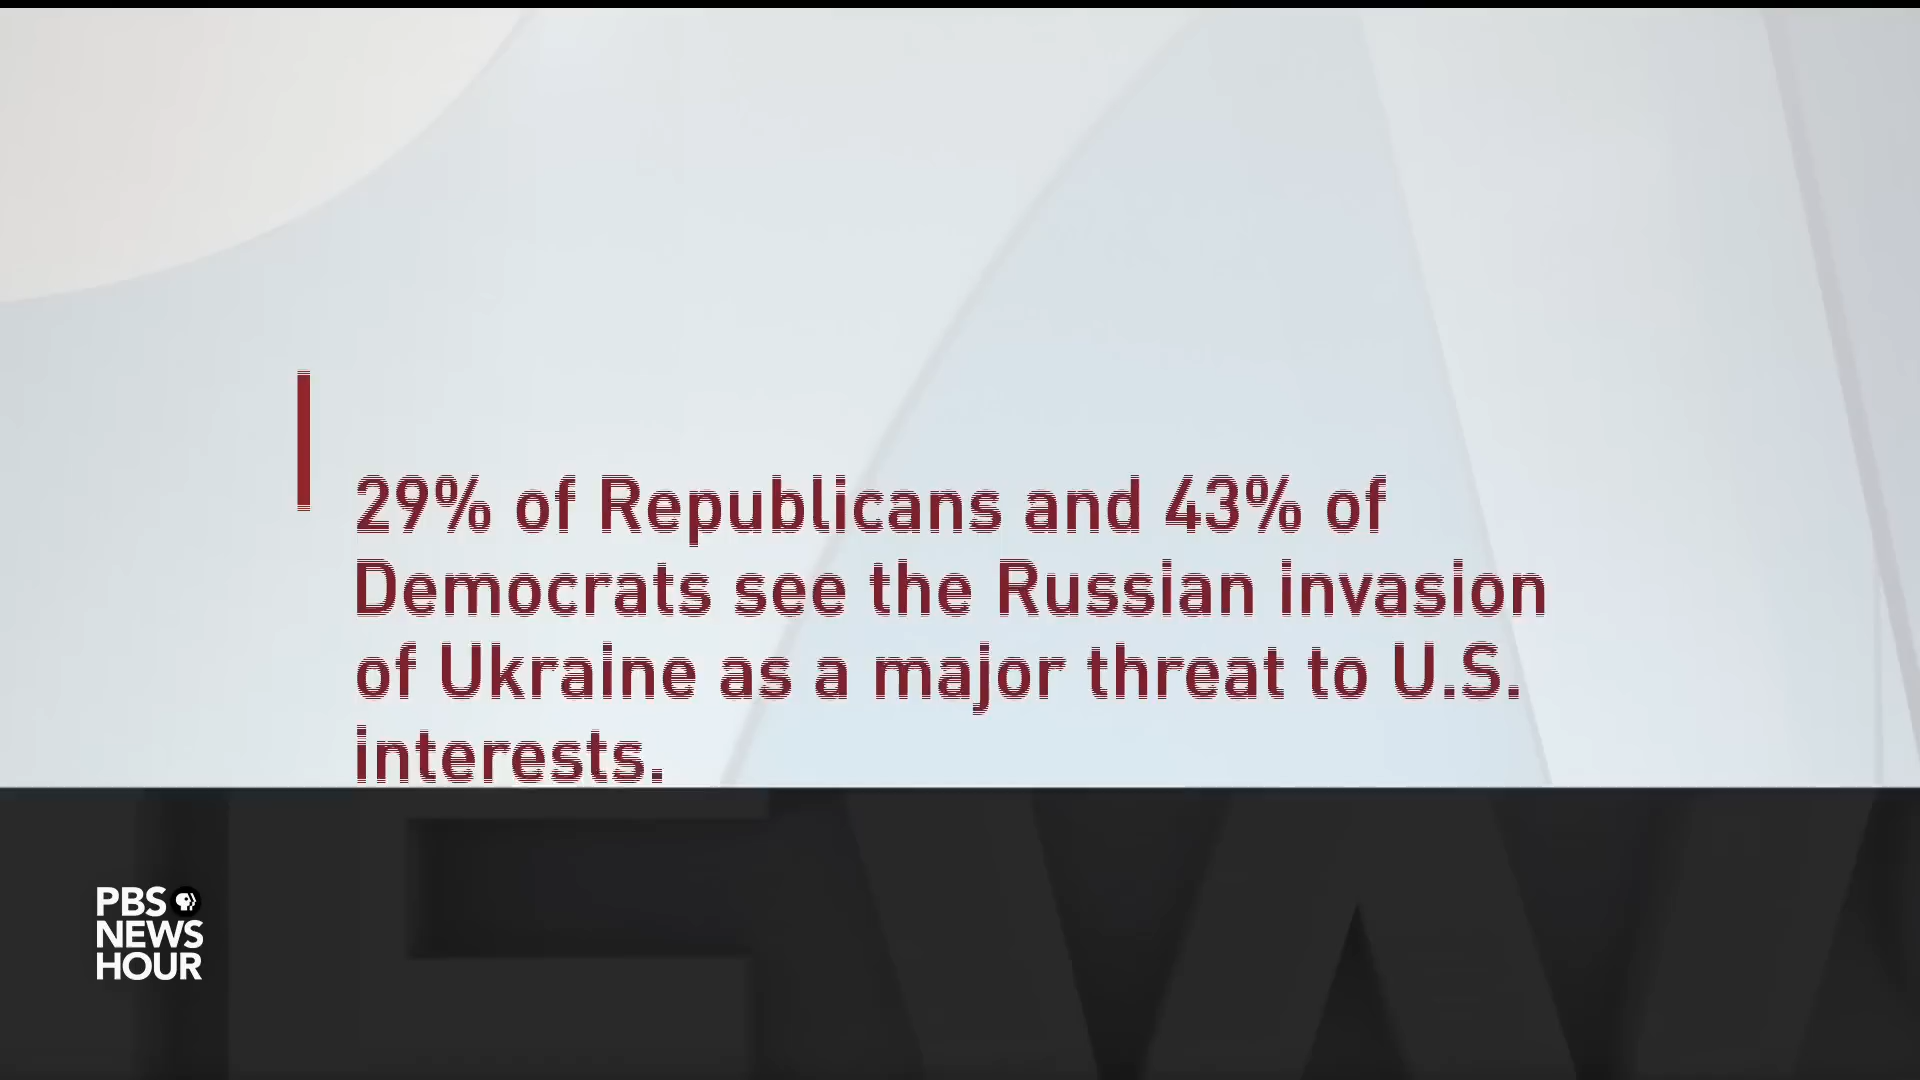 29% of Republicans and 43% of
Democrats see the Russian invasion
of Ukraine as a major threat to U.S.
interests.
PBS
NEWS
HOUR